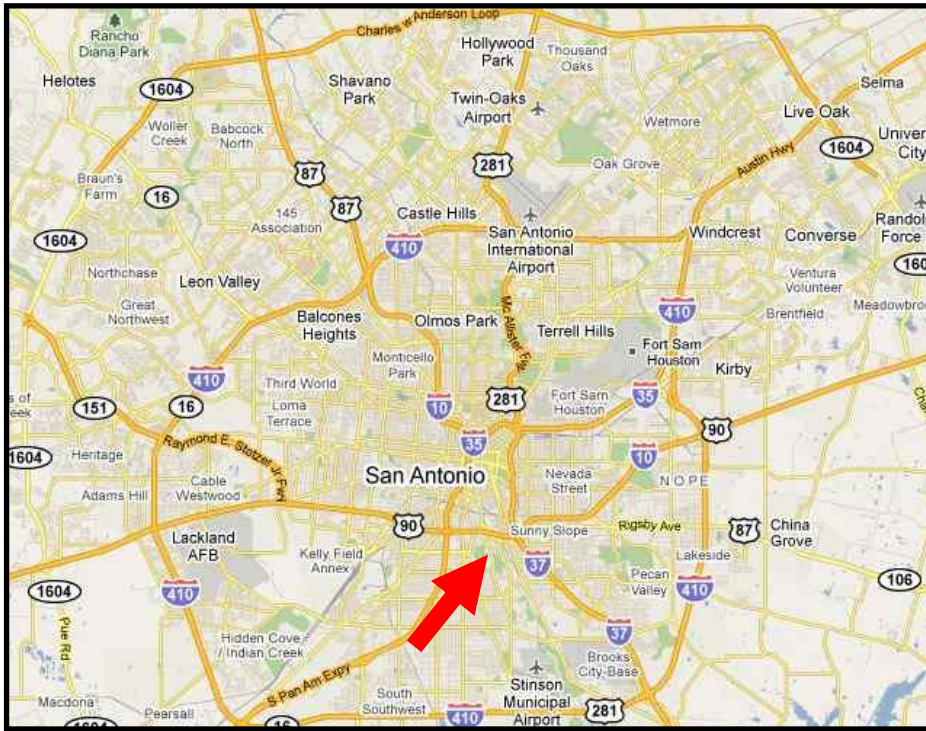 Charles W Anderson Loop
Rancho
Diana Park
Hollywood
Park
Thousand
Oaks
Helotes
1604
Shavano
Park
Selma
Twin-Oaks
Airport
Live Oak
Woller
Creek
Babcock
North
Wetmore
Univer
City
1604
Austin Hwy
281
Oak Grove
87
Braun's
Farm
16
87
145
Association
Castle Hills
San Antonio
International
Airport
Windcrest
Converse
Randol
Force
1604
410
160
Northchase
Leon Valley
Ventura
Volunteer
Great
Northwest
Balcones
Heights
Olmos Park
Mc Allister Fwy
Terrell Hills
410
Brentfield
Meadowbro
Fort Sam
Houston
Monticello
Park
Kirby
410
Third World
s of
eek
151
16
Loma
Terrace
10
281
Fort Sam
Houston
35
90
Raymond E. Stotzer Jr Fwy
35
10
1604
Heritage
San Antonio
Nevada
Street
NOPE
Adams Hill
Cable
Westwood
90
Sunny Slope
Rigsby Ave
87
China
Grove
Lackland
AFB
Kelly Field
Annex
37
Lakeside
Pecan
Valley
410
106
1604
410
Pue Rd
Hidden Cove /
Indian Creek
37
Brooks
City-Base
S Pan Am Expy
Stinson
Municipal
Airport
Macdona
Pearsall
South
Southwest
281
1604
16
410